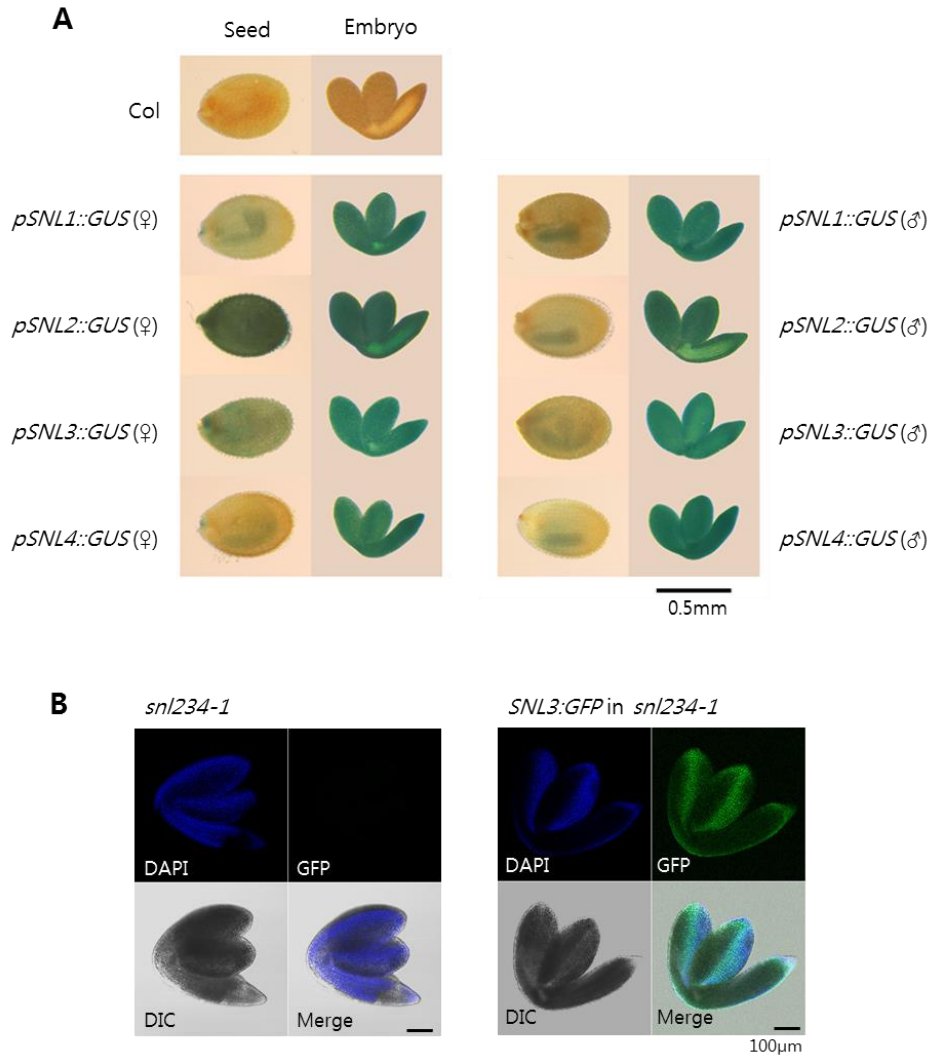 A
Seed Embryo
Col
pSNL1::GUS (♀) pSNL1::GUS (♂)
pSNL2::GUS (♀) pSNL2::GUS (♂)
pSNL3::GUS (♀) pSNL3::GUS (♂)
pSNL4::GUS (♀) pSNL4::GUS (♂)
0.5mm
B
snl234-1 SNL3:GFP in snl234-1
DAPI GFP DAPI GFP
DIC Merge DIC Merge
100μm